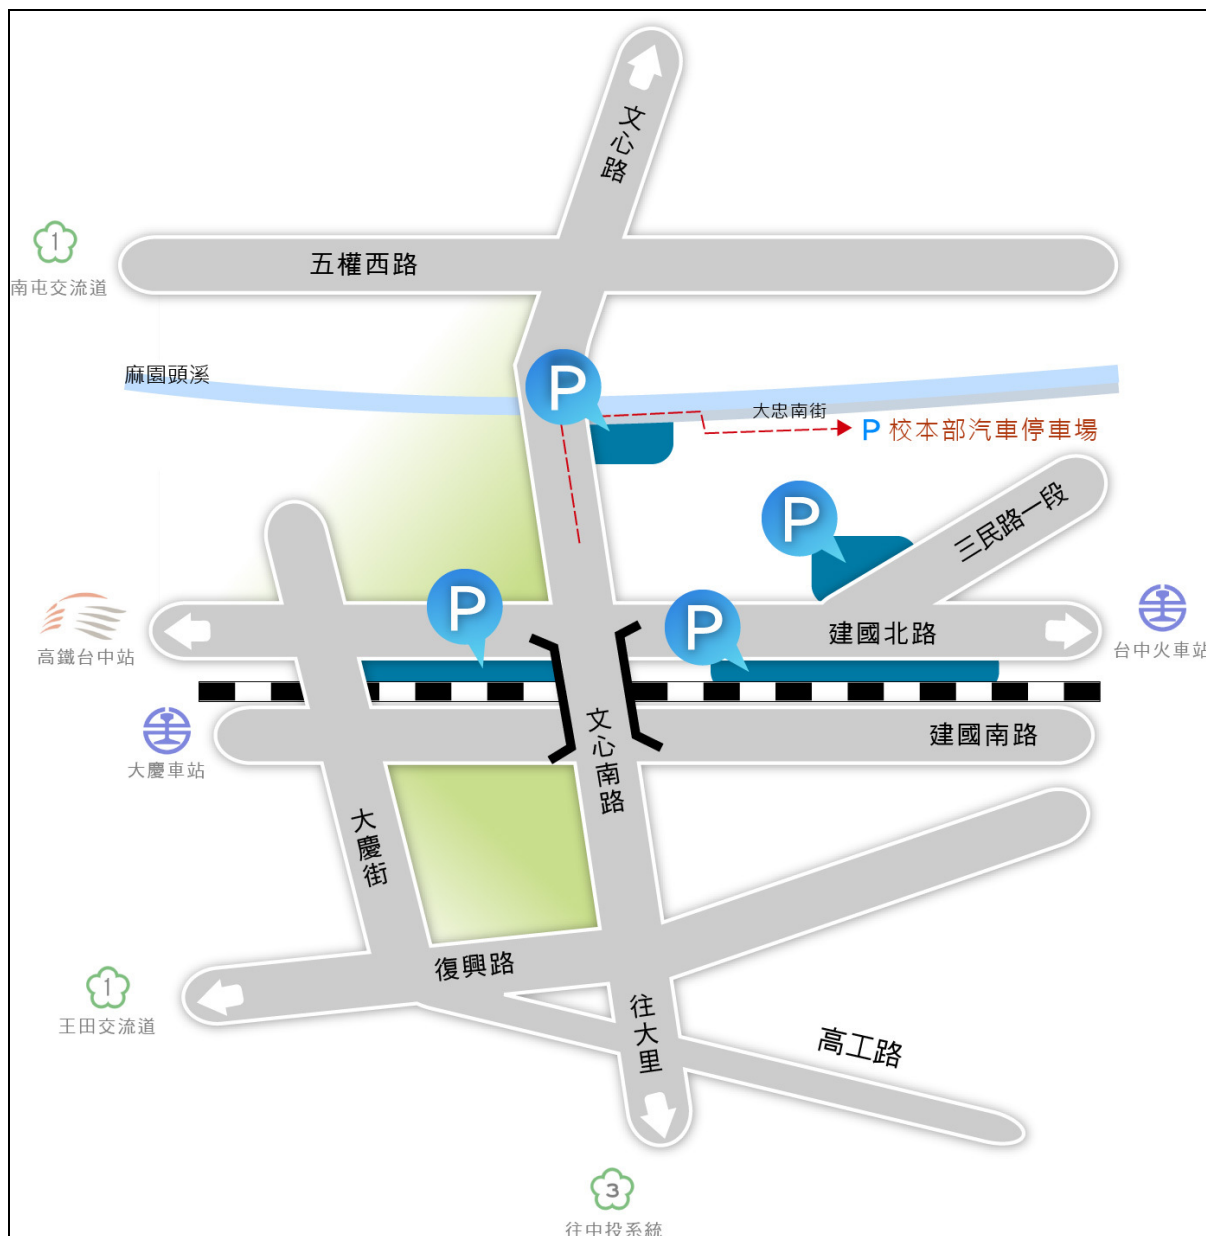 文心路
1
五權西路
南屯交流道
麻園頭溪
P
大忠南街
P 校本部汽車停車場
三民路一段
P
P
P
建國北路
高鐵台中站
台中火車站
文心南路
建國南路
大慶車站
大慶街
復興路
1
王田交流道
往大里
高工路
3
往中投系統